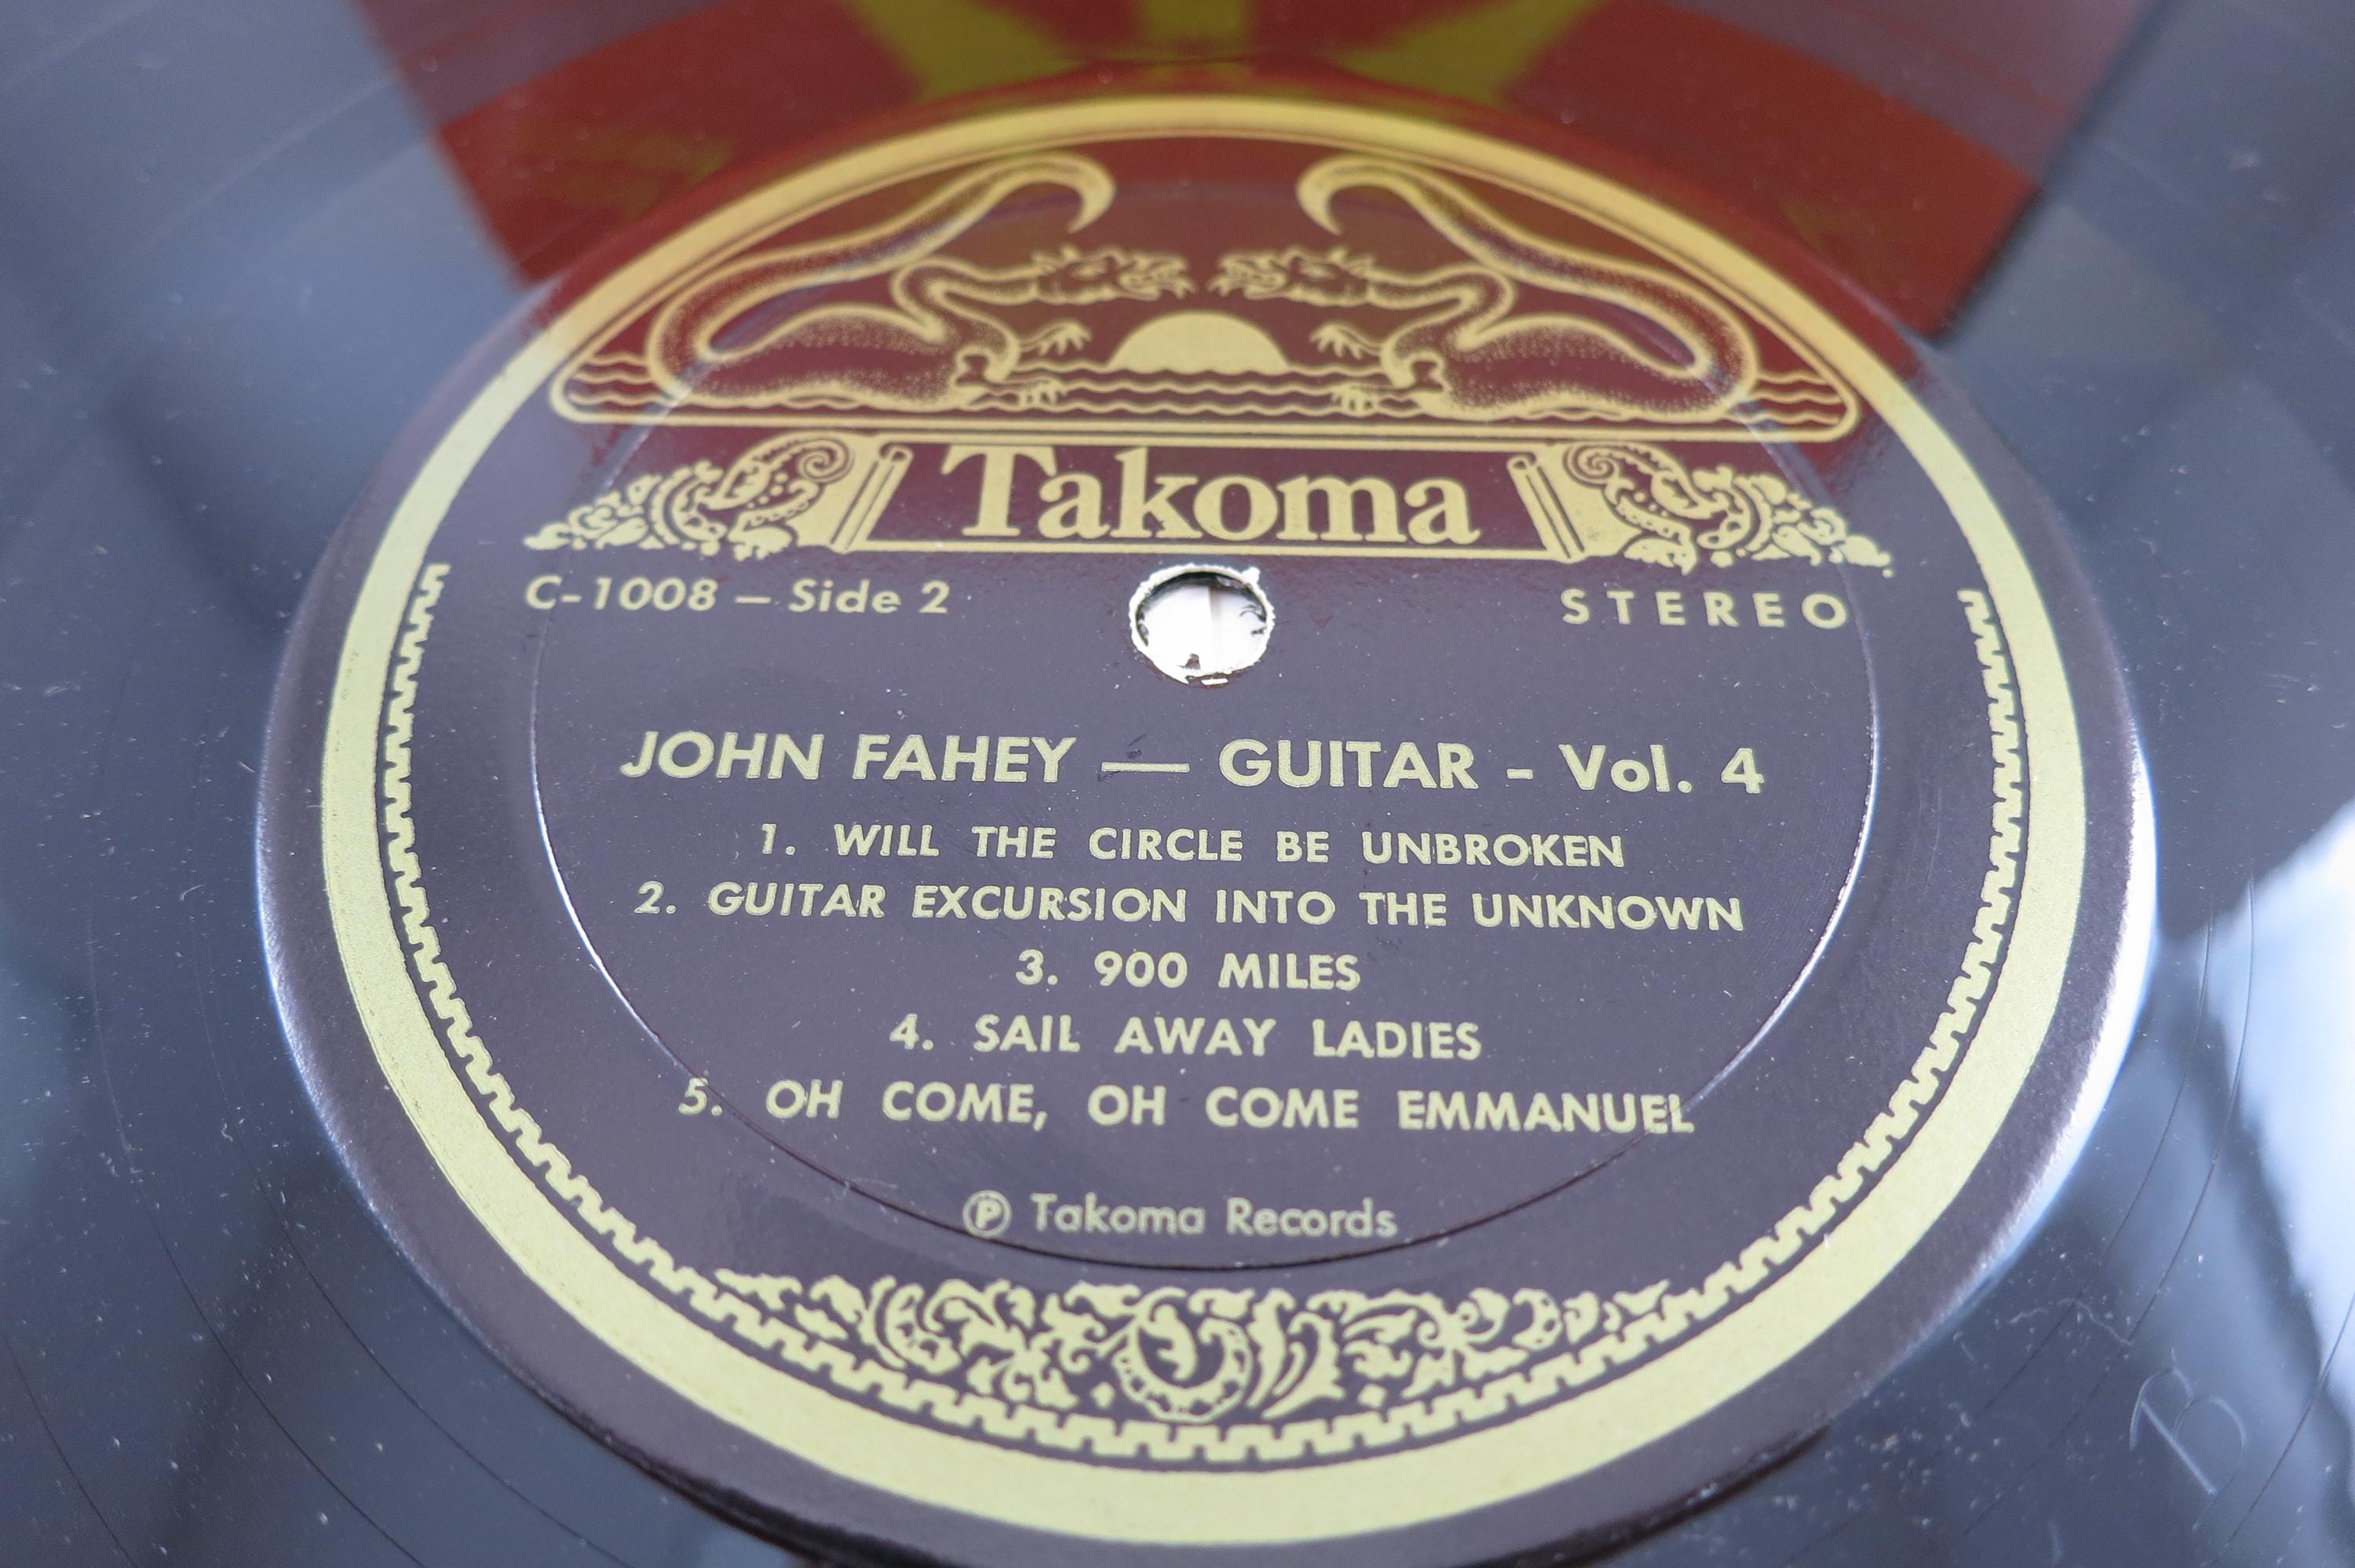 Takoma
C-1008 — Side 2
STEREO
JOHN FAHEY — GUITAR - Vol. 4
1. WILL THE CIRCLE BE UNBROKEN
2. GUITAR EXCURSION INTO THE UNKNOWN
3. 900 MILES
4. SAIL AWAY LADIES
5. OH COME, OH COME EMMANUEL
℗ Takoma Records
B